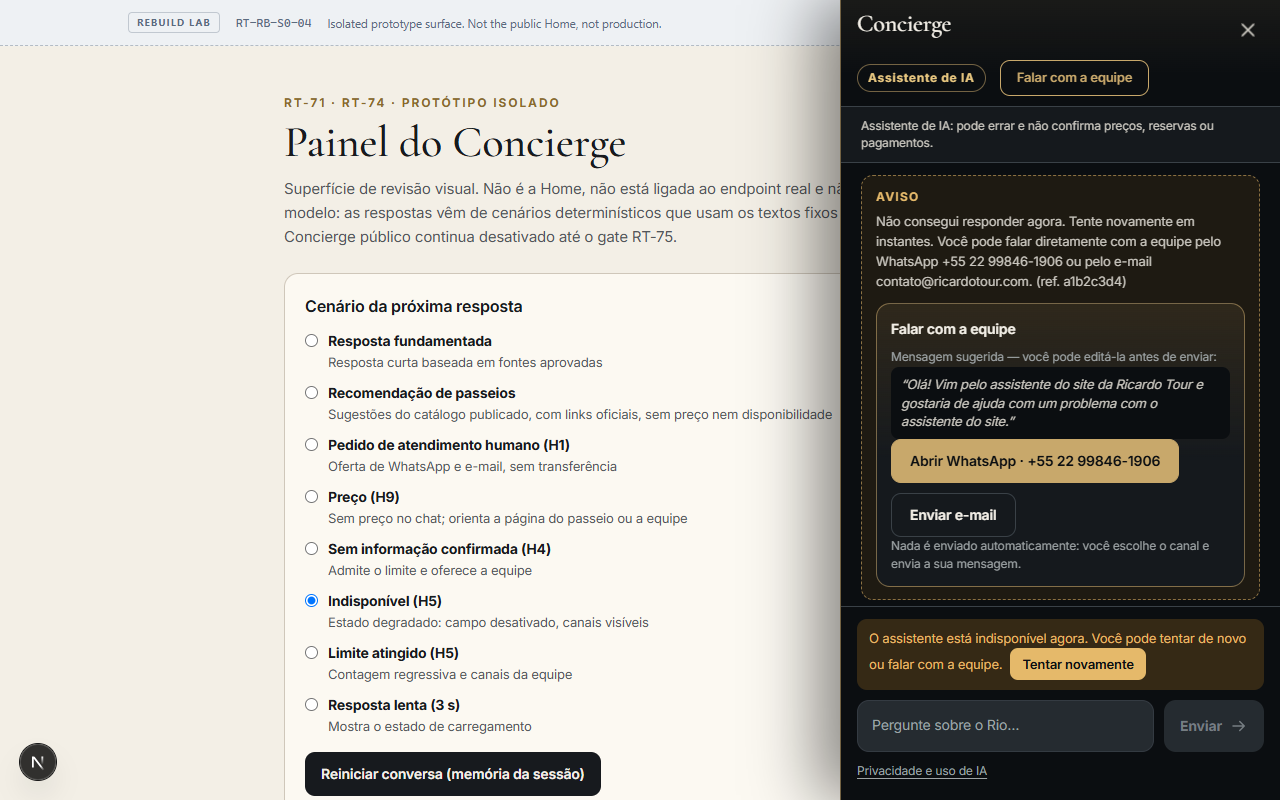 REBUILD LAB
RT-RB-S0-04
Isolated prototype surface. Not the public Home, not production.
RT-71 · RT-74 · PROTÓTIPO ISOLADO
Painel do Concierge
Superfície de revisão visual. Não é a Home, não está ligada ao endpoint real e nã
modelo: as respostas vêm de cenários determinísticos que usam os textos fixos
Concierge público continua desativado até o gate RT-75.
Cenário da próxima resposta
Resposta fundamentada
Resposta curta baseada em fontes aprovadas
Recomendação de passeios
Sugestões do catálogo publicado, com links oficiais, sem preço nem disponibilidade
Pedido de atendimento humano (H1)
Oferta de WhatsApp e e-mail, sem transferência
Preço (H9)
Sem preço no chat; orienta a página do passeio ou a equipe
Sem informação confirmada (H4)
Admite o limite e oferece a equipe
Indisponível (H5)
Estado degradado: campo desativado, canais visíveis
Limite atingido (H5)
Contagem regressiva e canais da equipe
Resposta lenta (3 s)
Mostra o estado de carregamento
Reiniciar conversa (memória da sessão)
N
Concierge
Assistente de IA
Falar com a equipe
Assistente de IA: pode errar e não confirma preços, reservas ou
pagamentos.
AVISO
Não consegui responder agora. Tente novamente em
instantes. Você pode falar diretamente com a equipe pelo
WhatsApp +55 22 99846-1906 ou pelo e-mail
contato@ricardotour.com. (ref. a1b2c3d4)
Falar com a equipe
Mensagem sugerida — você pode editá-la antes de enviar:
“Olá! Vim pelo assistente do site da Ricardo Tour e
gostaria de ajuda com um problema com o
assistente do site.”
Abrir WhatsApp · +55 22 99846-1906
Enviar e-mail
Nada é enviado automaticamente: você escolhe o canal e
envia a sua mensagem.
O assistente está indisponível agora. Você pode tentar de novo
ou falar com a equipe.
Tentar novamente
Pergunte sobre o Rio...
Enviar →
Privacidade e uso de IA